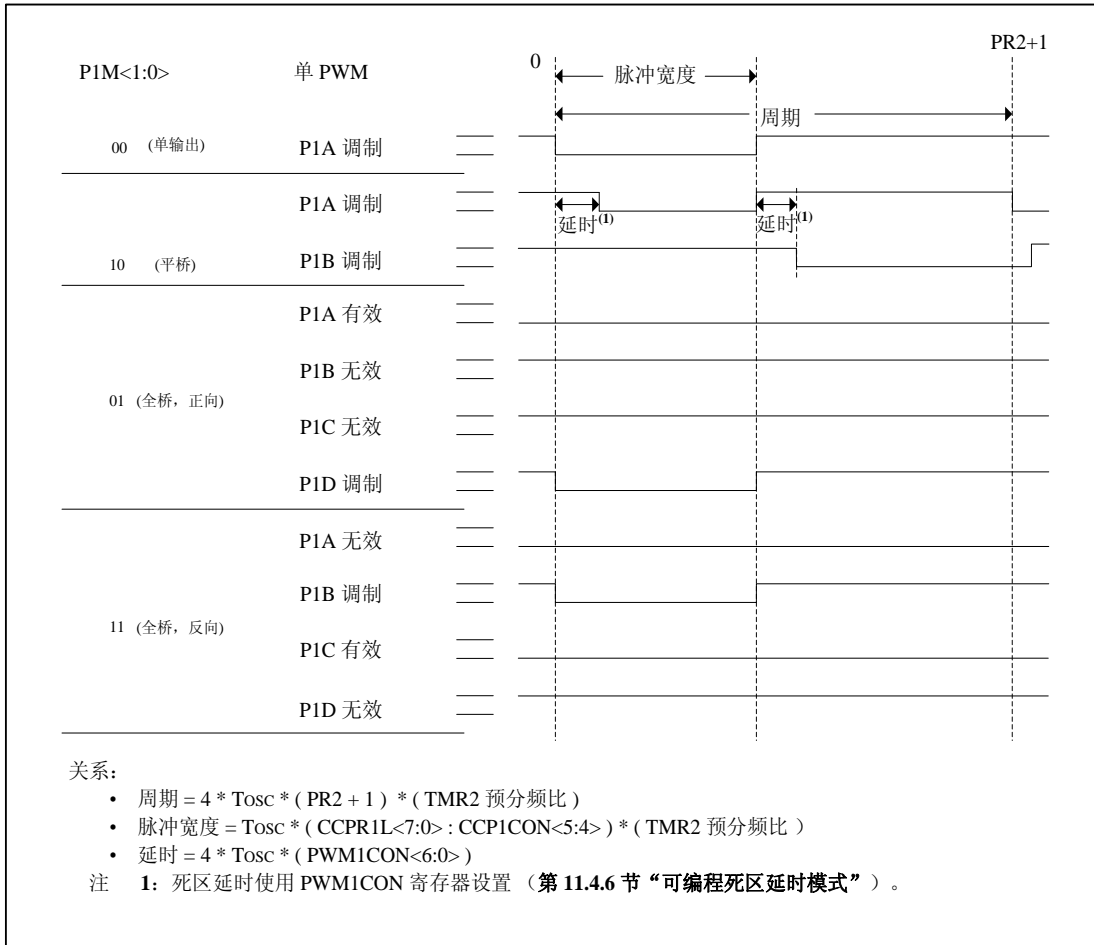 PR2+1
P1M<1:0> 单 PWM 0 脉冲宽度
周期
00 (单输出) P1A 调制
P1A 调制
延时(1) 延时(1)
10 (平桥) P1B 调制
P1A 有效
P1B 无效
01 (全桥，正向)
P1C 无效
P1D 调制
P1A 无效
P1B 调制
11 (全桥，反向)
P1C 有效
P1D 无效
关系：
• 周期 = 4 * TOSC * ( PR2 + 1 ) * ( TMR2 预分频比 )
• 脉冲宽度 = TOSC * ( CCPR1L<7:0> : CCP1CON<5:4> ) * ( TMR2 预分频比 ）
• 延时 = 4 * TOSC * ( PWM1CON<6:0> )
注 1：死区延时使用 PWM1CON 寄存器设置 （第 11.4.6 节“可编程死区延时模式”）。